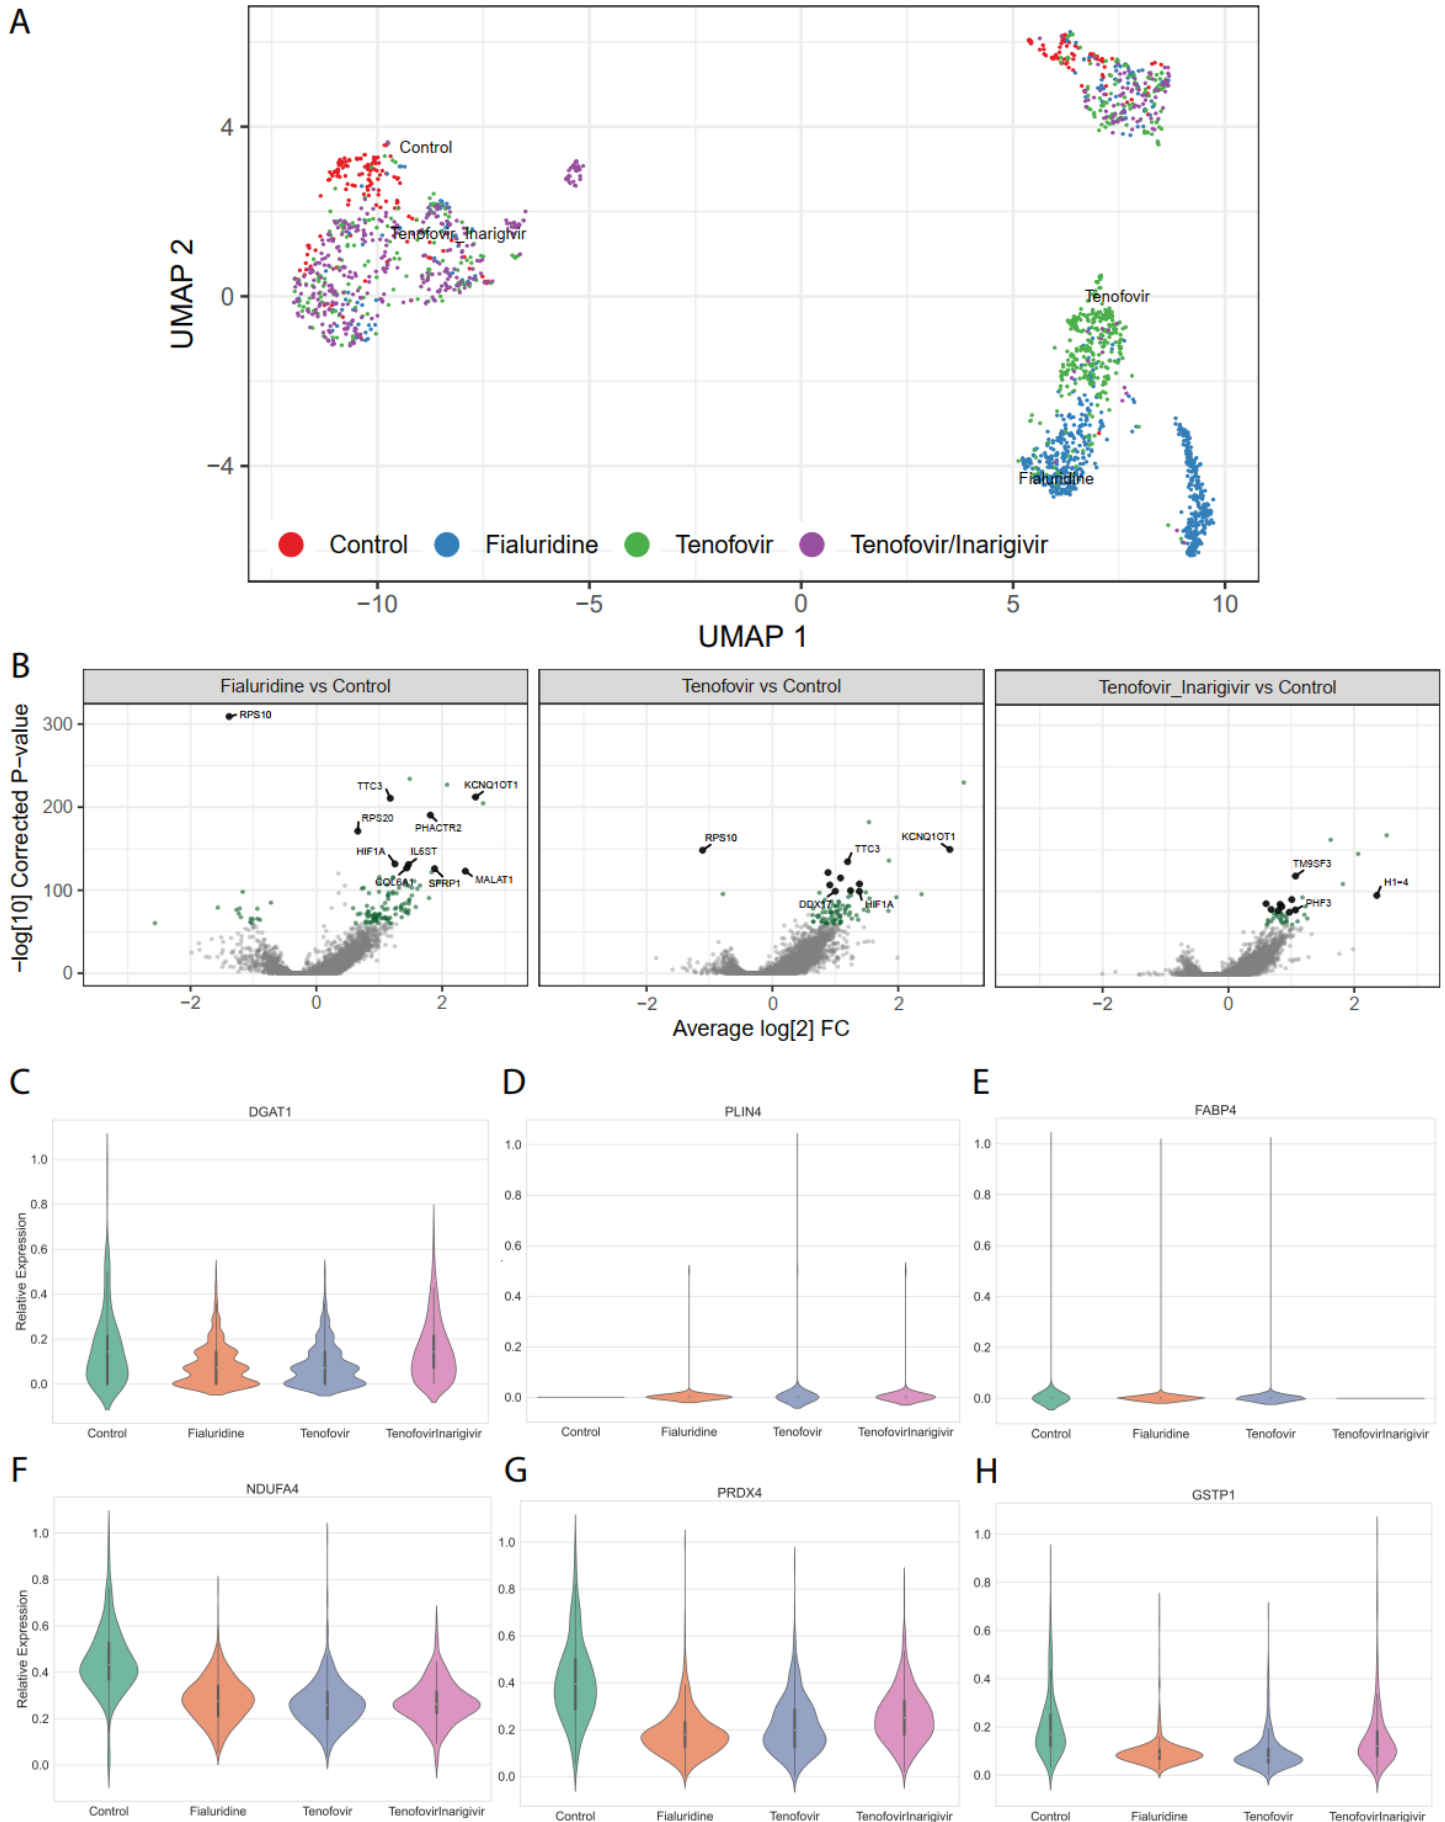 A
UMAP 2
4
0
−4
Control
Tenofovir_Inarigivir
Tenofovir
Fialuridine
Control Fialuridine Tenofovir Tenofovir/Inarigivir
−10 −5 0 5 10
UMAP 1
B
Fialuridine vs Control Tenofovir vs Control Tenofovir_Inarigivir vs Control
−log[10] Corrected P−value
300
200
100
0
RPS10
TTC3
KCNQ1OT1
RPS20
PHACTR2
HIF1A
IL6ST
COL6A1
SFRP1
MALAT1
RPS10
KCNQ1OT1
TTC3
DDX17
HIF1A
TM9SF3
H1−4
PHF3
−2 0 2 −2 0 2 −2 0 2
Average log[2] FC
C
DGAT1
Relative Expression
1.0
0.8
0.6
0.4
0.2
0.0
Control Fialuridine Tenofovir TenofovirInarigivir
D
PLIN4
1.0
0.8
0.6
0.4
0.2
0.0
Control Fialuridine Tenofovir TenofovirInarigivir
E
FABP4
1.0
0.8
0.6
0.4
0.2
0.0
Control Fialuridine Tenofovir TenofovirInarigivir
F
NDUFA4
Relative Expression
1.0
0.8
0.6
0.4
0.2
0.0
Control Fialuridine Tenofovir TenofovirInarigivir
G
PRDX4
1.0
0.8
0.6
0.4
0.2
0.0
Control Fialuridine Tenofovir TenofovirInarigivir
H
GSTP1
1.0
0.8
0.6
0.4
0.2
0.0
Control Fialuridine Tenofovir TenofovirInarigivir